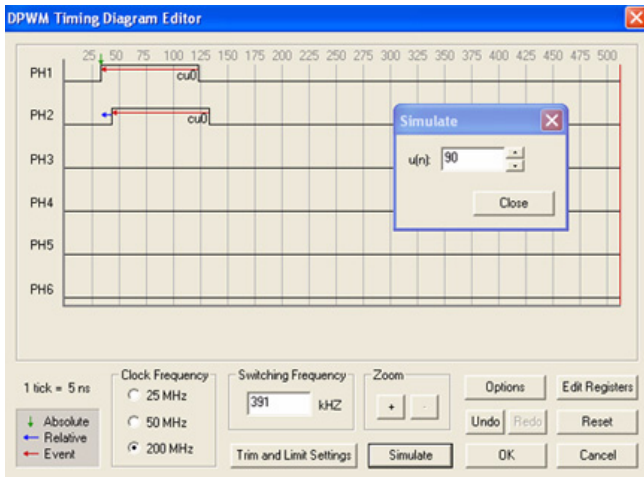 DPWM Timing Diagram Editor
25 50 75 100 125 150 175 200 225 250 275 300 325 350 375 400 425 450 475 500
PH1
cu0
PH2
cu0
PH3
PH4
PH5
PH6
Simulate
u(n): 90
Close
1 tick = 5 ns
Absolute
Relative
Event
Clock Frequency
25 MHz
50 MHz
200 MHz
Switching Frequency
391 kHZ
Trim and Limit Settings
Zoom
+ -
Simulate
Options
Edit Registers
Undo
Redo
Reset
OK
Cancel